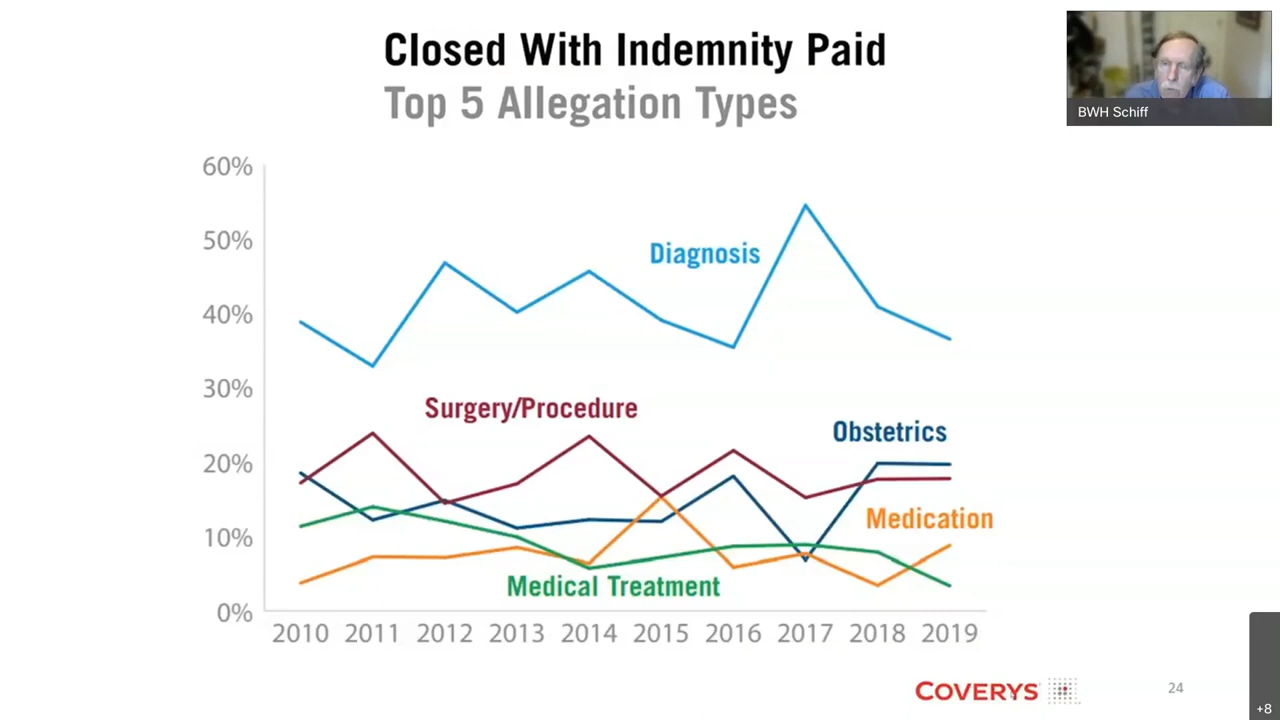 Closed With Indemnity Paid
Top 5 Allegation Types
BWH Schiff
60%
50%
40%
30%
20%
10%
0%
Diagnosis
Surgery/Procedure
Obstetrics
Medication
Medical Treatment
2010 2011 2012 2013 2014 2015 2016 2017 2018 2019
COVERYS
24
+8